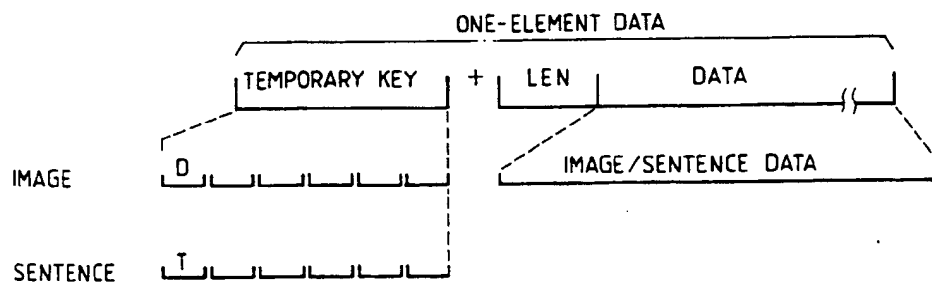 ONE-ELEMENT DATA
TEMPORARY KEY + LEN DATA
IMAGE D IMAGE/SENTENCE DATA
SENTENCE T